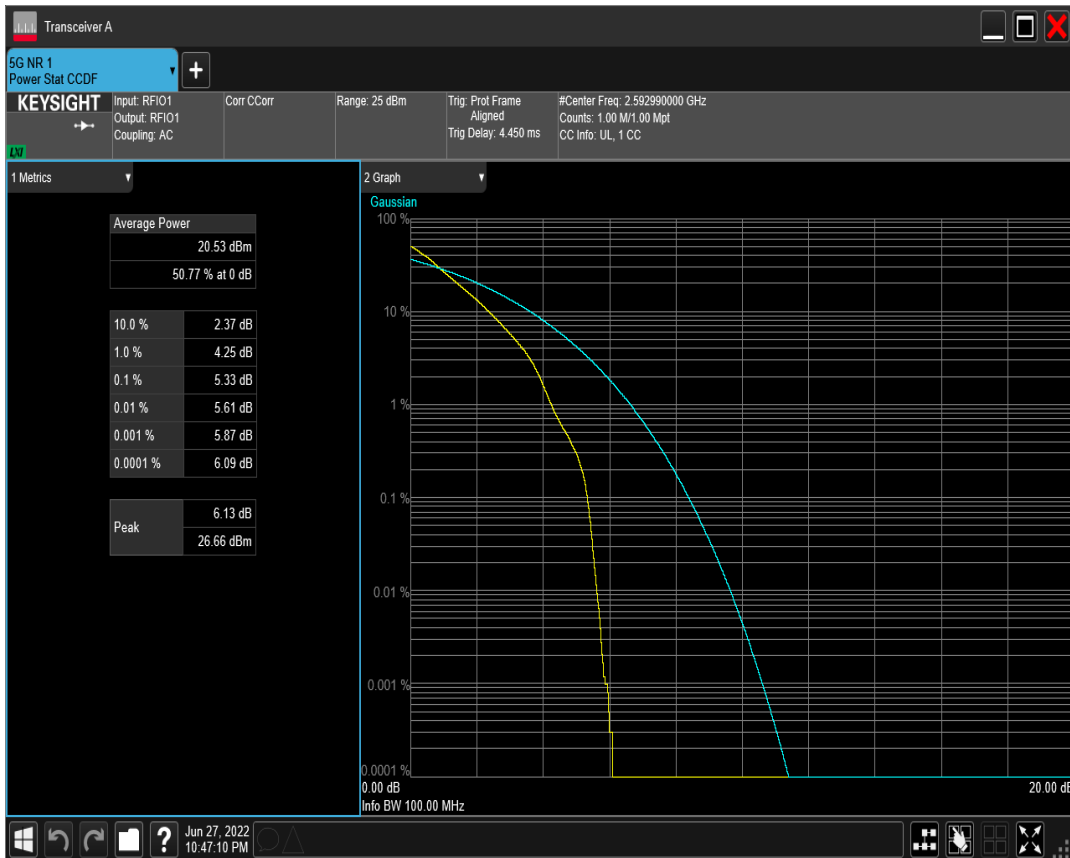 Transceiver A
5G NR 1
Power Stat CCDF
+
KEYSIGHT
LXI
Input: RFIO1
Output: RFIO1
Coupling: AC
Corr CCorr
Range: 25 dBm
Trig: Prot Frame
Aligned
Trig Delay: 4.450 ms
#Center Freq: 2.592990000 GHz
Counts: 1.00 M/1.00 Mpt
CC Info: UL, 1 CC
1 Metrics
Average Power
20.53 dBm
50.77 % at 0 dB
10.0 % 2.37 dB
1.0 % 4.25 dB
0.1 % 5.33 dB
0.01 % 5.61 dB
0.001 % 5.87 dB
0.0001 % 6.09 dB
Peak 6.13 dB
26.66 dBm
2 Graph
Gaussian
100 %
10 %
1 %
0.1 %
0.01 %
0.001 %
0.0001 %
0.00 dB 20.00 dB
Info BW 100.00 MHz
?
Jun 27, 2022
10:47:10 PM